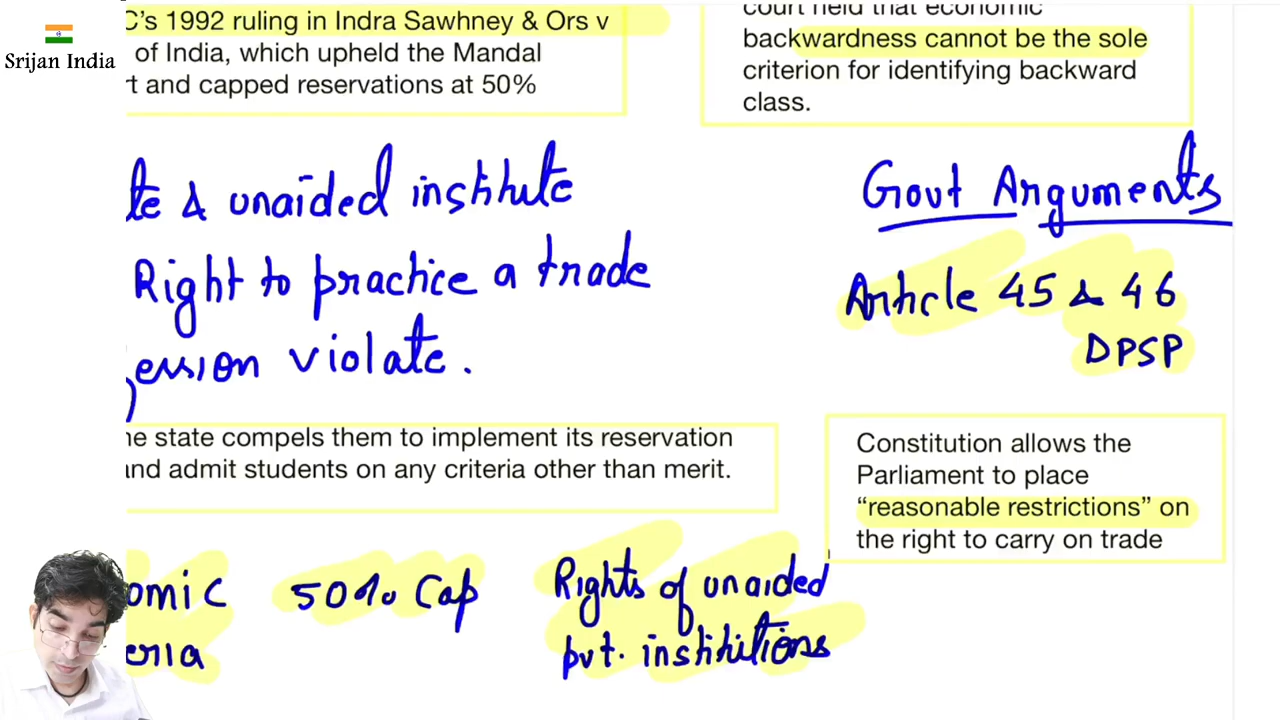 Srijan India
C's 1992 ruling in Indra Sawhney & Ors v
of India, which upheld the Mandal
rt and capped reservations at 50%
court held that economic
backwardness cannot be the sole
criterion for identifying backward
class.
te & unaided institute
Right to practice a trade
ession violate.
Govt Arguments
Article 45 & 46
DPSP
he state compels them to implement its reservation
and admit students on any criteria other than merit.
Constitution allows the
Parliament to place
“reasonable restrictions” on
the right to carry on trade
omic
eria
50% Cap
Rights of unaided
pvt. institutions